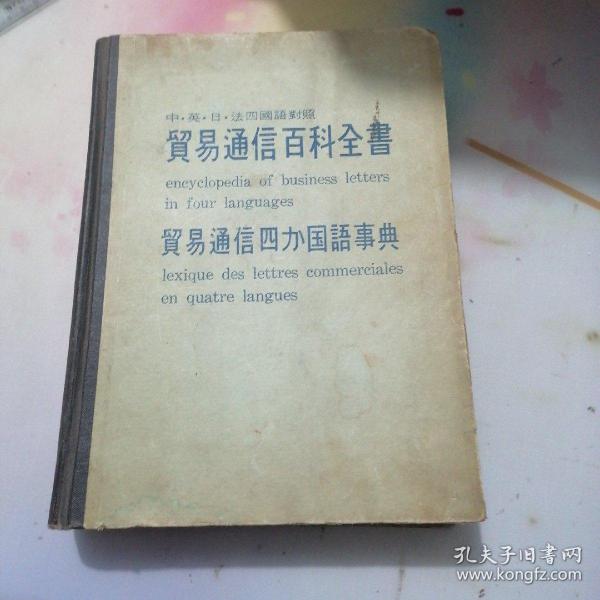 中·英·日·法四國語對照
貿易通信百科全書
encyclopedia of business letters
in four languages
貿易通信四カ国語事典
lexique des lettres commerciales
en quatre langues
孔夫子旧书网
www.kongfz.com